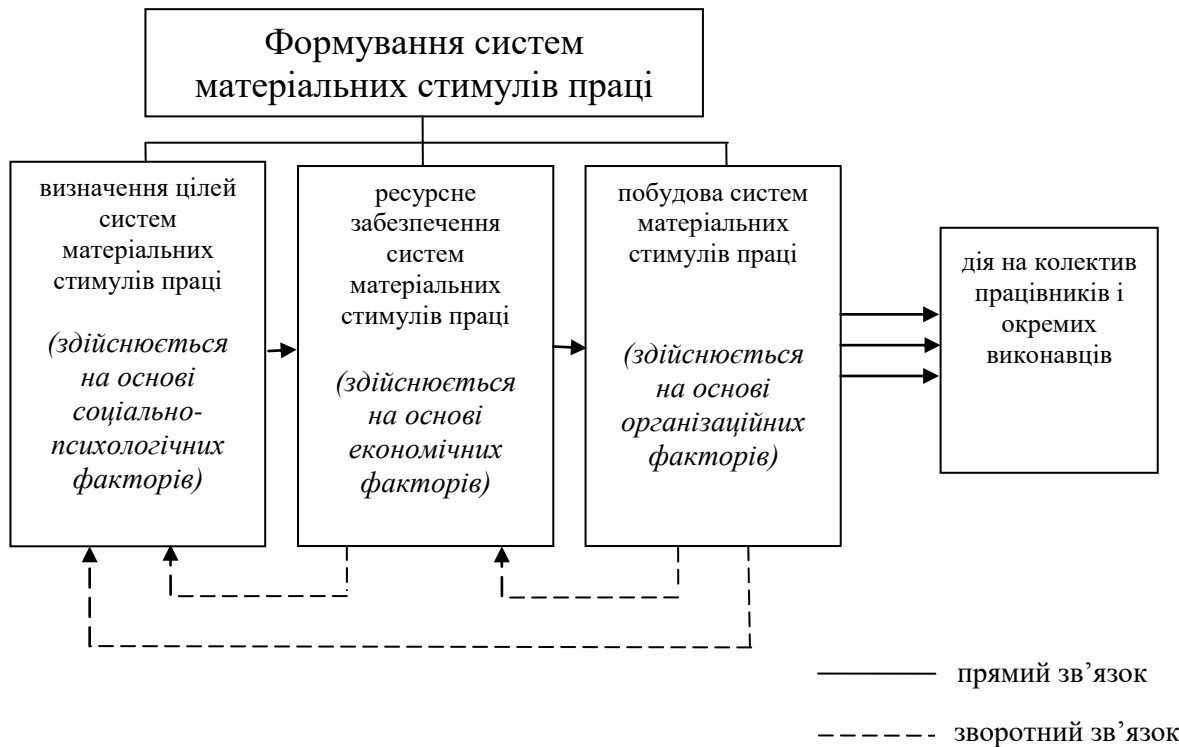 Формування систем
матеріальних стимулів праці
визначення цілей
систем
матеріальних
стимулів праці
(здійснюється
на основі
соціально-
психологічних
факторів)
ресурсне
забезпечення
систем
матеріальних
стимулів праці
(здійснюється
на основі
економічних
факторів)
побудова систем
матеріальних
стимулів праці
(здійснюється
на основі
організаційних
факторів)
дія на колектив
працівників і
окремих
виконавців
прямий зв’язок
зворотний зв’язок